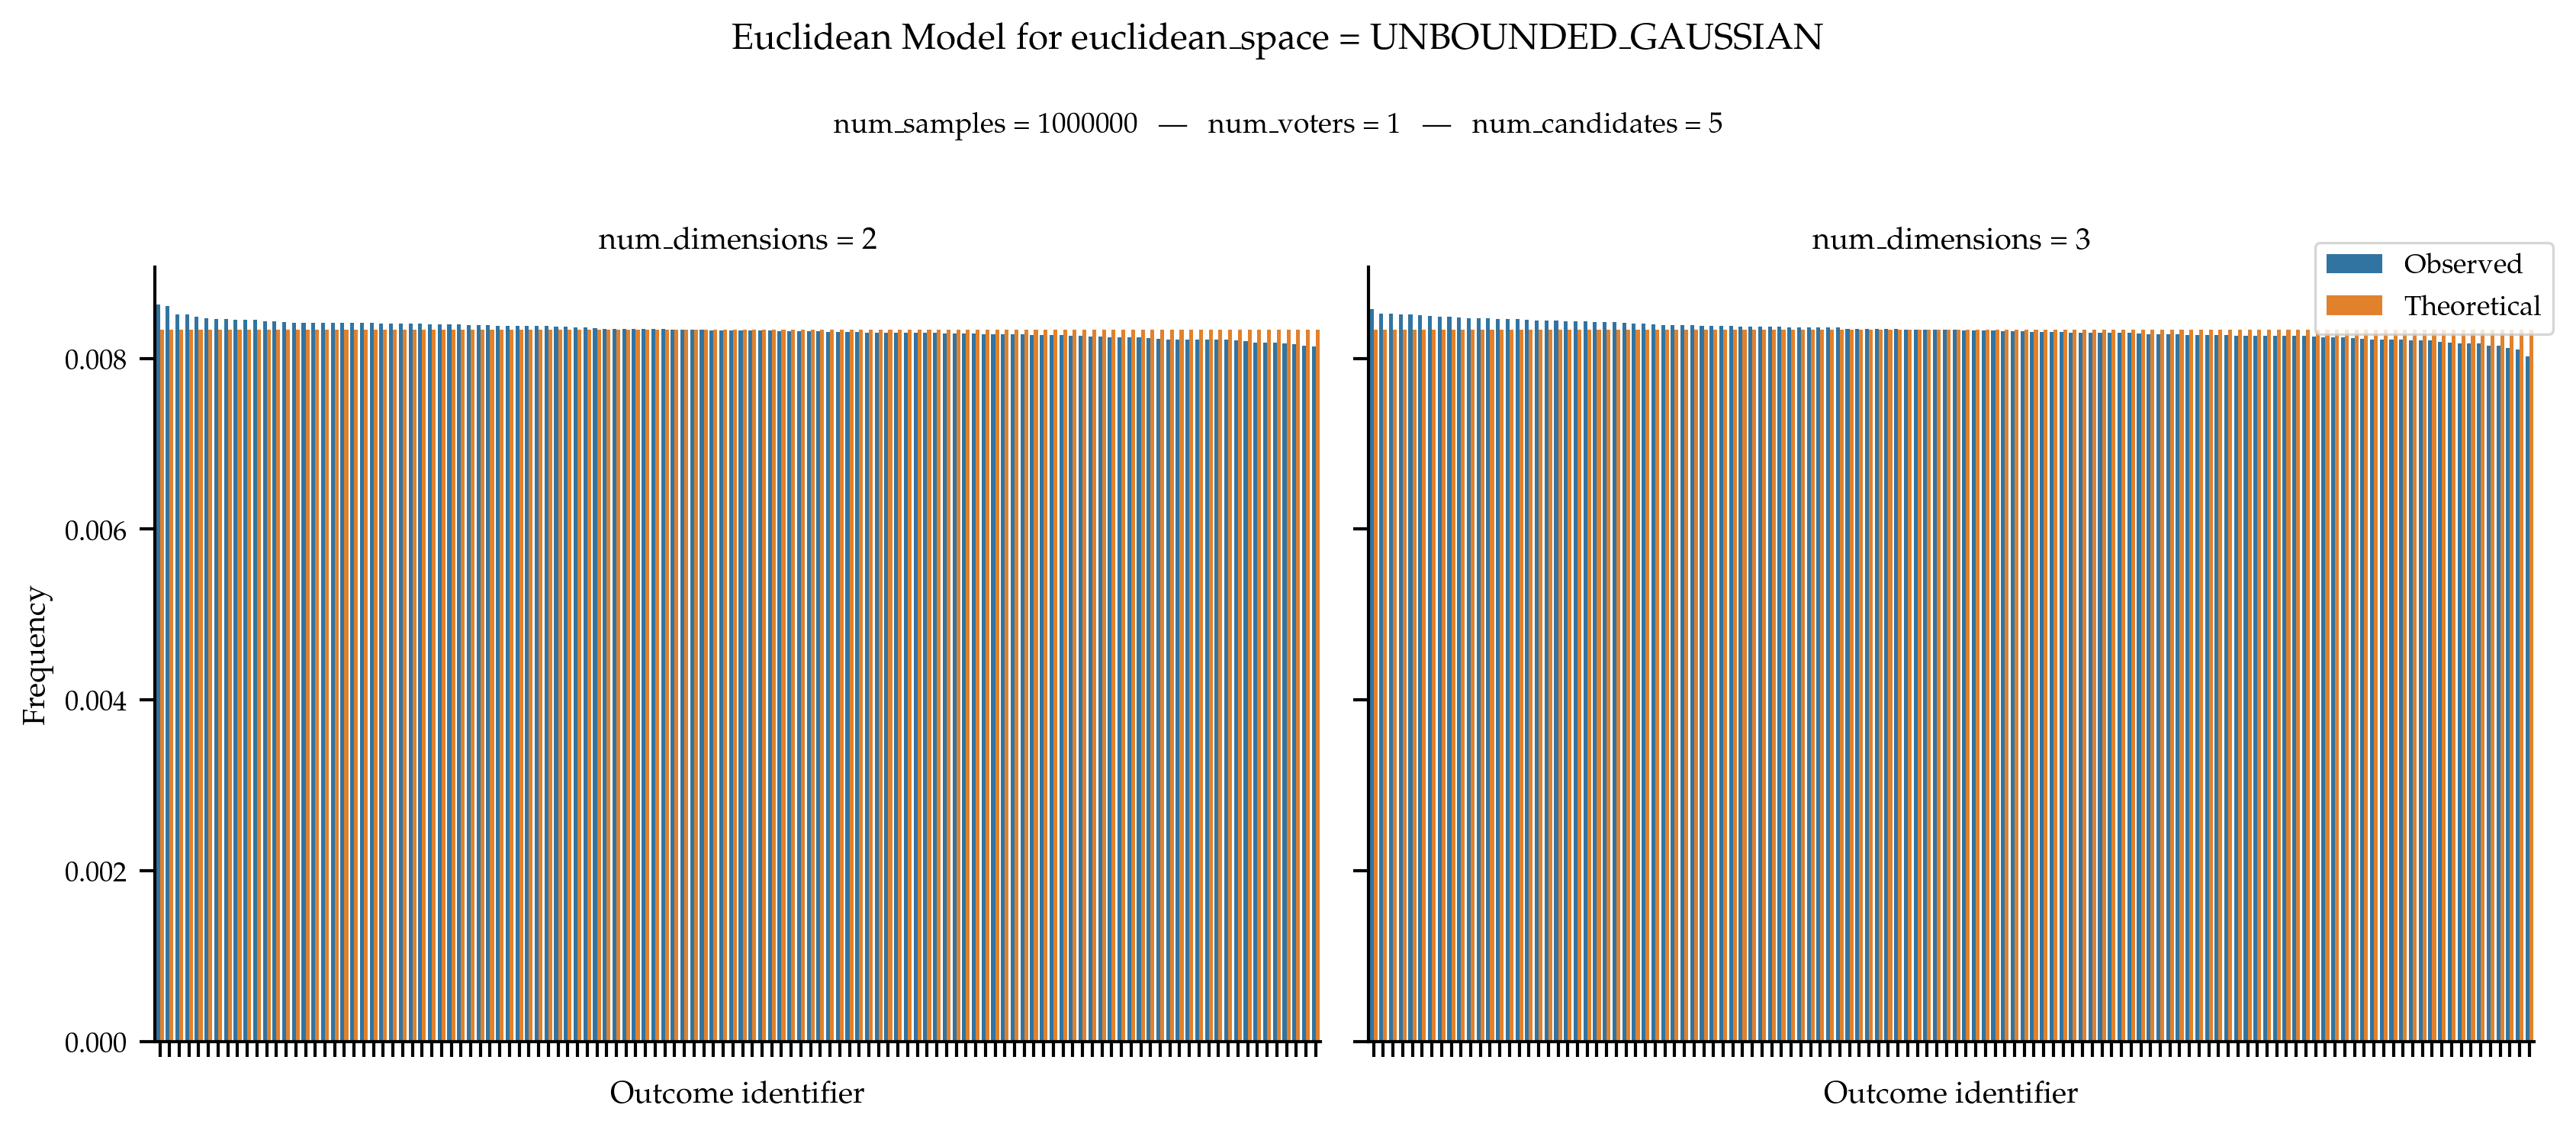 Euclidean Model for euclidean_space = UNBOUNDED_GAUSSIAN
num_samples = 1000000 — num_voters = 1 — num_candidates = 5
num_dimensions = 2
num_dimensions = 3
Observed
Theoretical
Frequency
0.008
0.006
0.004
0.002
0.000
Outcome identifier
Outcome identifier